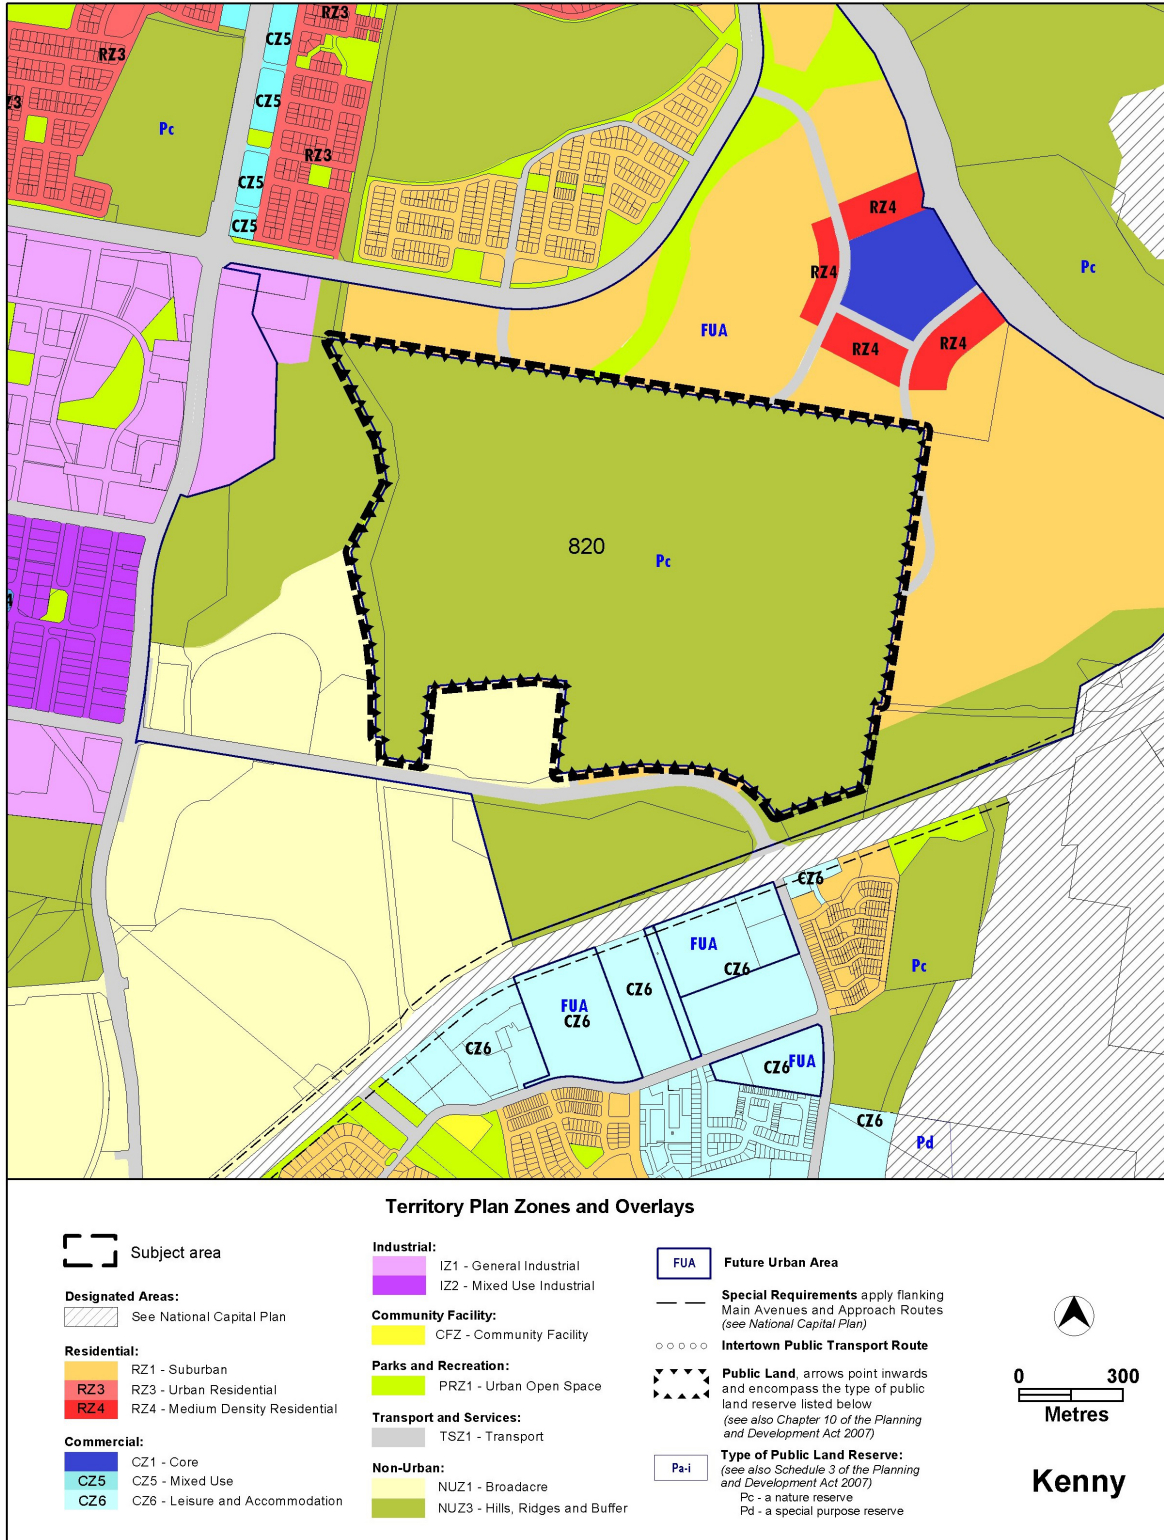 RZ3
CZ5
RZ3
Z3
CZ5
Pc
RZ3
CZ5
CZ5
RZ4
RZ4
Pc
FUA
RZ4
RZ4
820
Pc
4
CZ6
FUA
CZ6
Pc
CZ6
FUA
CZ6
CZ6
FUA
CZ6
CZ6
Pd
Territory Plan Zones and Overlays
Subject area
Designated Areas:
See National Capital Plan
Residential:
RZ1 - Suburban
RZ3 RZ3 - Urban Residential
RZ4 RZ4 - Medium Density Residential
Commercial:
CZ1 - Core
CZ5 CZ5 - Mixed Use
CZ6 CZ6 - Leisure and Accommodation
Industrial:
IZ1 - General Industrial
IZ2 - Mixed Use Industrial
Community Facility:
CFZ - Community Facility
Parks and Recreation:
PRZ1 - Urban Open Space
Transport and Services:
TSZ1 - Transport
Non-Urban:
NUZ1 - Broadacre
NUZ3 - Hills, Ridges and Buffer
FUA Future Urban Area
Special Requirements apply flanking
Main Avenues and Approach Routes
(see National Capital Plan)
Intertown Public Transport Route
Public Land, arrows point inwards
and encompass the type of public
land reserve listed below
(see also Chapter 10 of the Planning
and Development Act 2007)
Pa-i Type of Public Land Reserve:
(see also Schedule 3 of the Planning
and Development Act 2007)
Pc - a nature reserve
Pd - a special purpose reserve
0 300
Metres
Kenny